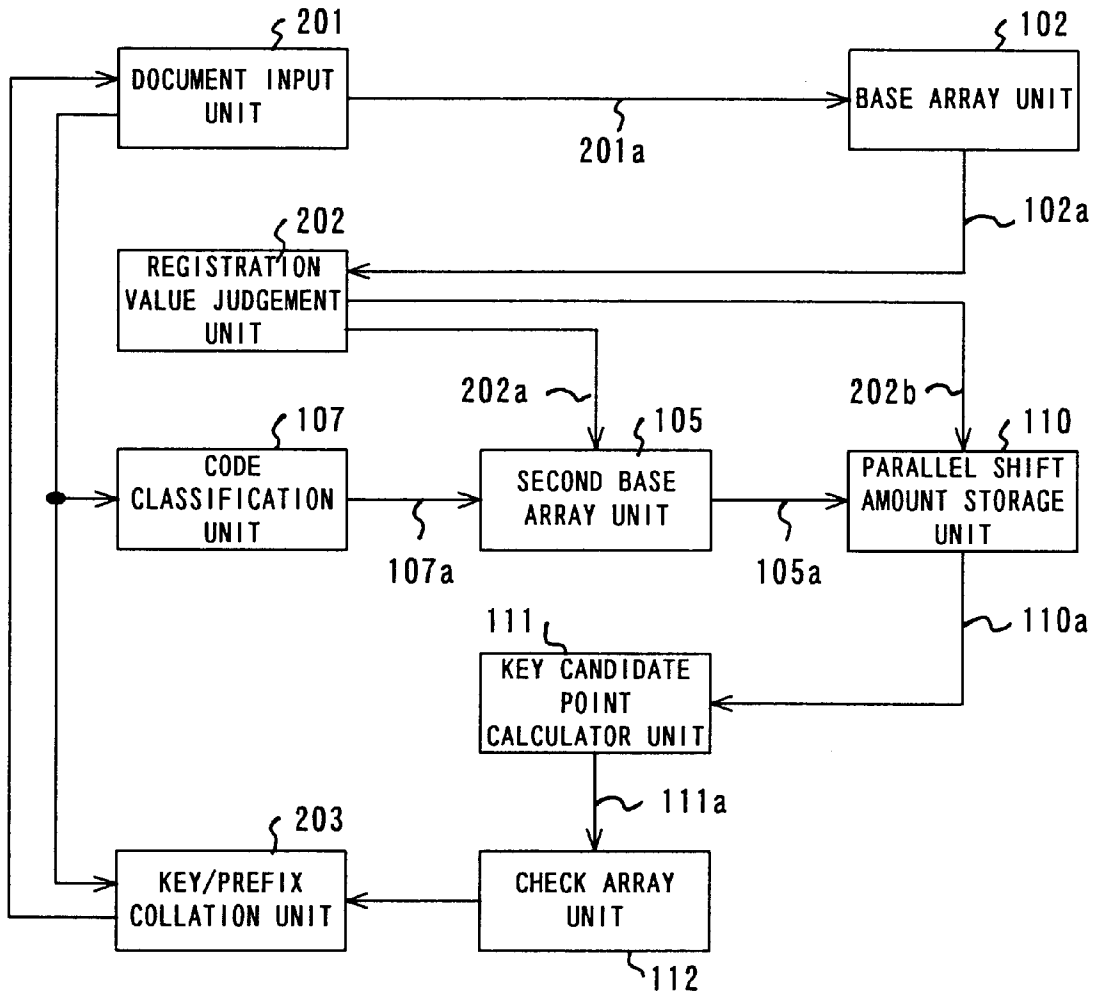 201
DOCUMENT INPUT
UNIT
201a
102
BASE ARRAY UNIT
102a
202
REGISTRATION
VALUE JUDGEMENT
UNIT
202a
202b
107
CODE
CLASSIFICATION
UNIT
107a
105
SECOND BASE
ARRAY UNIT
105a
110
PARALLEL SHIFT
AMOUNT STORAGE
UNIT
110a
111
KEY CANDIDATE
POINT
CALCULATOR UNIT
111a
203
KEY/PREFIX
COLLATION UNIT
CHECK ARRAY
UNIT
112